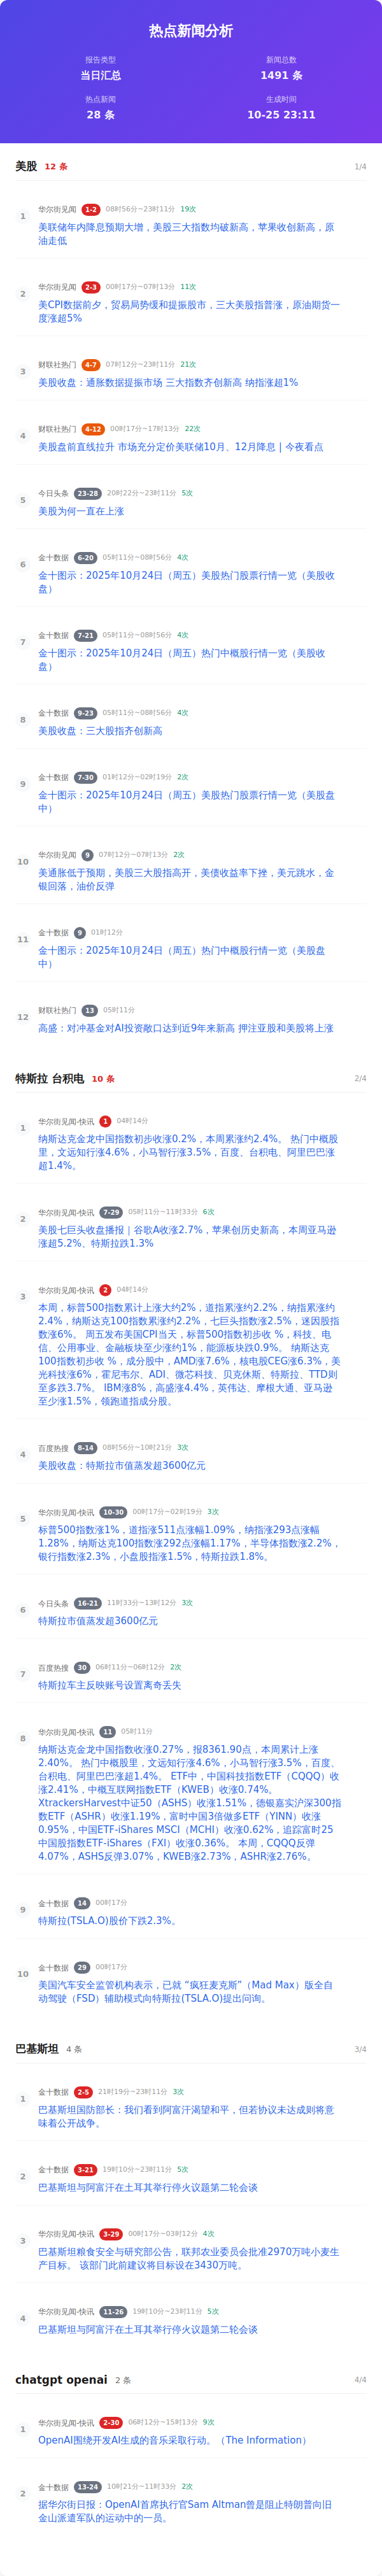 热点新闻分析
报告类型
当日汇总
新闻总数
1491 条
热点新闻
28 条
生成时间
10-25 23:11
美股 12 条 1/4
1 华尔街见闻 1-2 08时56分~23时11分 19次
美联储年内降息预期大增，美股三大指数均破新高，苹果收创新高，原
油走低
2 华尔街见闻 2-3 00时17分~07时13分 11次
美CPI数据前夕，贸易局势缓和提振股市，三大美股指普涨，原油期货一
度涨超5%
3 财联社热门 4-7 07时12分~23时11分 21次
美股收盘：通胀数据提振市场 三大指数齐创新高 纳指涨超1%
4 财联社热门 4-12 00时17分~17时13分 22次
美股盘前直线拉升 市场充分定价美联储10月、12月降息 | 今夜看点
5 今日头条 23-28 20时22分~23时11分 5次
美股为何一直在上涨
6 金十数据 6-20 05时11分~08时56分 4次
金十图示：2025年10月24日（周五）美股热门股票行情一览（美股收
盘）
7 金十数据 7-21 05时11分~08时56分 4次
金十图示：2025年10月24日（周五）热门中概股行情一览（美股收
盘）
8 金十数据 9-23 05时11分~08时56分 4次
美股收盘：三大股指齐创新高
9 金十数据 7-30 01时12分~02时19分 2次
金十图示：2025年10月24日（周五）美股热门股票行情一览（美股盘
中）
10 华尔街见闻 9 07时12分~07时13分 2次
美通胀低于预期，美股三大股指高开，美债收益率下挫，美元跳水，金
银回落，油价反弹
11 金十数据 9 01时12分
金十图示：2025年10月24日（周五）热门中概股行情一览（美股盘
中）
12 财联社热门 13 05时11分
高盛：对冲基金对AI投资敞口达到近9年来新高 押注亚股和美股将上涨
特斯拉 台积电 10 条 2/4
1 华尔街见闻-快讯 1 04时14分
纳斯达克金龙中国指数初步收涨0.2%，本周累涨约2.4%。 热门中概股
里，文远知行涨4.6%，小马智行涨3.5%，百度、台积电、阿里巴巴涨
超1.4%。
2 华尔街见闻-快讯 7-29 05时11分~11时33分 6次
美股七巨头收盘播报｜谷歌A收涨2.7%，苹果创历史新高，本周亚马逊
涨超5.2%、特斯拉跌1.3%
3 华尔街见闻-快讯 2 04时14分
本周，标普500指数累计上涨大约2%，道指累涨约2.2%，纳指累涨约
2.4%，纳斯达克100指数累涨约2.2%，七巨头指数涨2.5%，迷因股指
数涨6%。 周五发布美国CPI当天，标普500指数初步收 %，科技、电
信、公用事业、金融板块至少涨约1%，能源板块跌0.9%。 纳斯达克
100指数初步收 %，成分股中，AMD涨7.6%，核电股CEG涨6.3%，美
光科技涨6%，霍尼韦尔、ADI、微芯科技、贝克休斯、特斯拉、TTD则
至多跌3.7%。 IBM涨8%，高盛涨4.4%，英伟达、摩根大通、亚马逊
至少涨1.5%，领跑道指成分股。
4 百度热搜 8-14 08时56分~10时21分 3次
美股收盘：特斯拉市值蒸发超3600亿元
5 华尔街见闻-快讯 10-30 00时17分~02时19分 3次
标普500指数涨1%，道指涨511点涨幅1.09%，纳指涨293点涨幅
1.28%，纳斯达克100指数涨292点涨幅1.17%，半导体指数涨2.2%，
银行指数涨2.3%，小盘股指涨1.5%，特斯拉跌1.8%。
6 今日头条 16-21 11时33分~13时12分 3次
特斯拉市值蒸发超3600亿元
7 百度热搜 30 06时11分~06时12分 2次
特斯拉车主反映账号设置离奇丢失
8 华尔街见闻-快讯 11 05时11分
纳斯达克金龙中国指数收涨0.27%，报8361.90点，本周累计上涨
2.40%。 热门中概股里，文远知行涨4.6%，小马智行涨3.5%，百度、
台积电、阿里巴巴涨超1.4%。 ETF中，中国科技指数ETF（CQQQ）收
涨2.41%，中概互联网指数ETF（KWEB）收涨0.74%。
XtrackersHarvest中证50（ASHS）收涨1.51%，德银嘉实沪深300指
数ETF（ASHR）收涨1.19%，富时中国3倍做多ETF（YINN）收涨
0.95%，中国ETF-iShares MSCI（MCHI）收涨0.62%，追踪富时25
中国股指数ETF-iShares（FXI）收涨0.36%。 本周，CQQQ反弹
4.07%，ASHS反弹3.07%，KWEB涨2.73%，ASHR涨2.76%。
9 金十数据 14 00时17分
特斯拉(TSLA.O)股价下跌2.3%。
10 金十数据 29 00时17分
美国汽车安全监管机构表示，已就 “疯狂麦克斯”（Mad Max）版全自
动驾驶（FSD）辅助模式向特斯拉(TSLA.O)提出问询。
巴基斯坦 4 条 3/4
1 金十数据 2-5 21时19分~23时11分 3次
巴基斯坦国防部长：我们看到阿富汗渴望和平，但若协议未达成则将意
味着公开战争。
2 金十数据 3-21 19时10分~23时11分 5次
巴基斯坦与阿富汗在土耳其举行停火议题第二轮会谈
3 华尔街见闻-快讯 3-29 00时17分~03时12分 4次
巴基斯坦粮食安全与研究部公告，联邦农业委员会批准2970万吨小麦生
产目标。 该部门此前建议将目标设在3430万吨。
4 华尔街见闻-快讯 11-26 19时10分~23时11分 5次
巴基斯坦与阿富汗在土耳其举行停火议题第二轮会谈
chatgpt openai 2 条 4/4
1 华尔街见闻-快讯 2-30 06时12分~15时13分 9次
OpenAI围绕开发AI生成的音乐采取行动。（The Information）
2 金十数据 13-24 10时21分~11时33分 2次
据华尔街日报：OpenAI首席执行官Sam Altman曾是阻止特朗普向旧
金山派遣军队的运动中的一员。